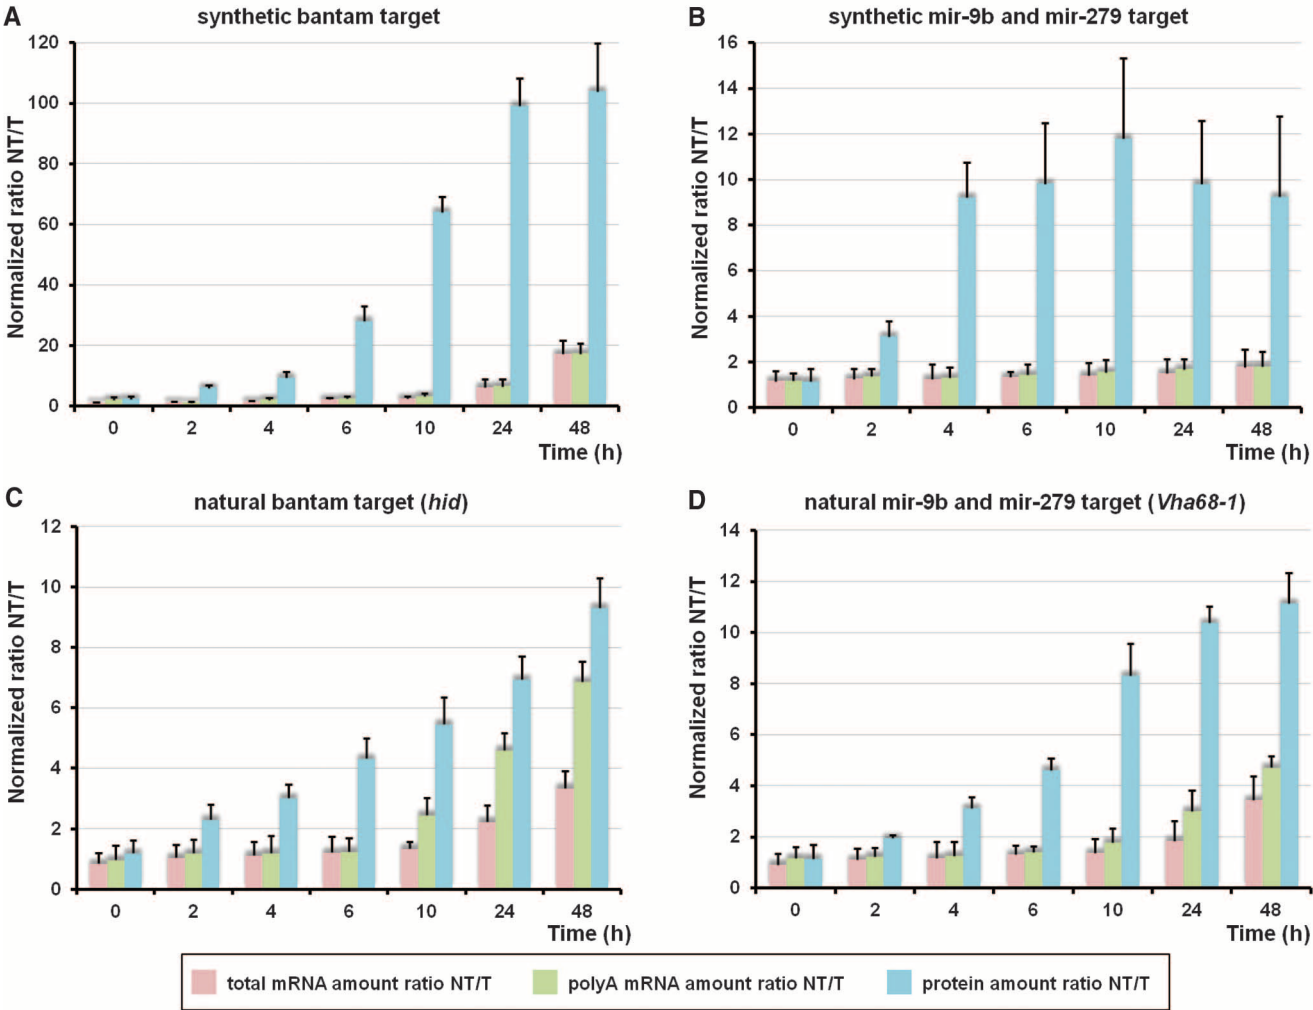 A
synthetic bantam target
Normalized ratio NT/T
120
100
80
60
40
20
0
0 2 4 6 10 24 48
Time (h)
B
synthetic mir-9b and mir-279 target
Normalized ratio NT/T
16
14
12
10
8
6
4
2
0
0 2 4 6 10 24 48
Time (h)
C
natural bantam target (hid)
Normalized ratio NT/T
12
10
8
6
4
2
0
0 2 4 6 10 24 48
Time (h)
D
natural mir-9b and mir-279 target (Vha68-1)
Normalized ratio NT/T
14
12
10
8
6
4
2
0
0 2 4 6 10 24 48
Time (h)
total mRNA amount ratio NT/T
polyA mRNA amount ratio NT/T
protein amount ratio NT/T